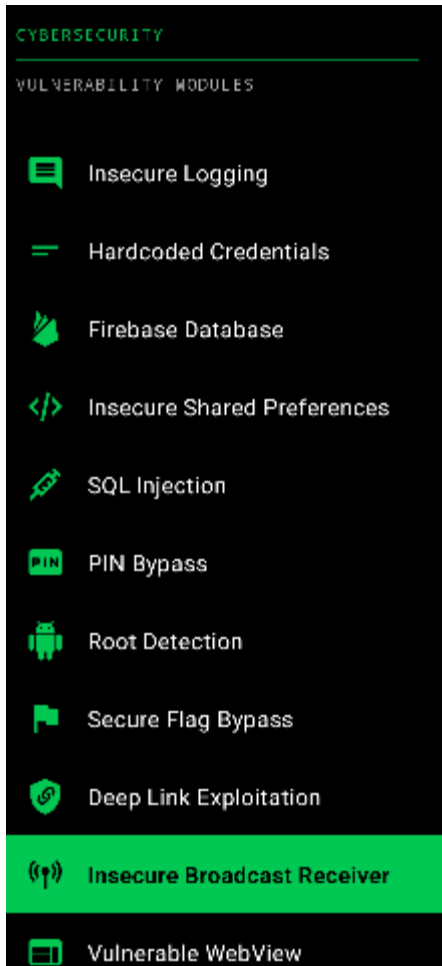 CYBERSECURITY
VULNERABILITY MODULES
Insecure Logging
Hardcoded Credentials
Firebase Database
Insecure Shared Preferences
SQL Injection
PIN
PIN Bypass
Root Detection
Secure Flag Bypass
Deep Link Exploitation
Insecure Broadcast Receiver
Vulnerable WebView